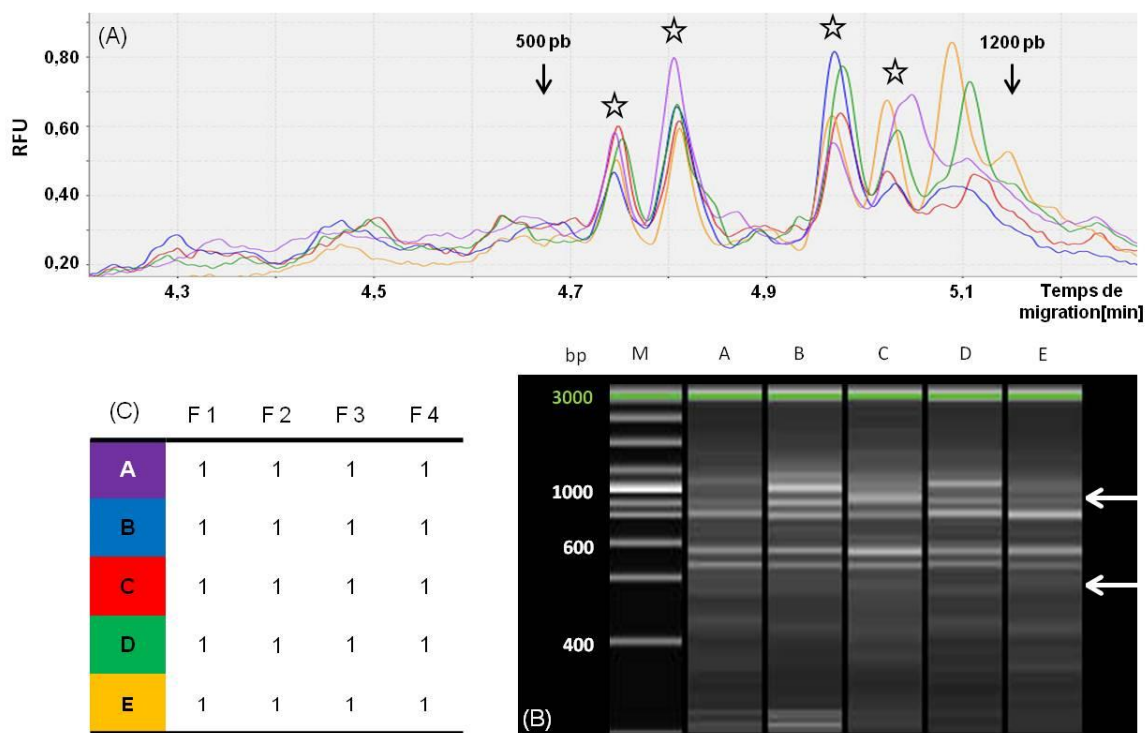 (A)
500 pb
1200 pb
0,80
0,60
0,40
0,20
RFU
4,3
4,5
4,7
4,9
5,1
Temps de
migration[min]
bp
M
A
B
C
D
E
3000
1000
600
400
(B)
(C)
F 1
F 2
F 3
F 4
A
1
1
1
1
B
1
1
1
1
C
1
1
1
1
D
1
1
1
1
E
1
1
1
1